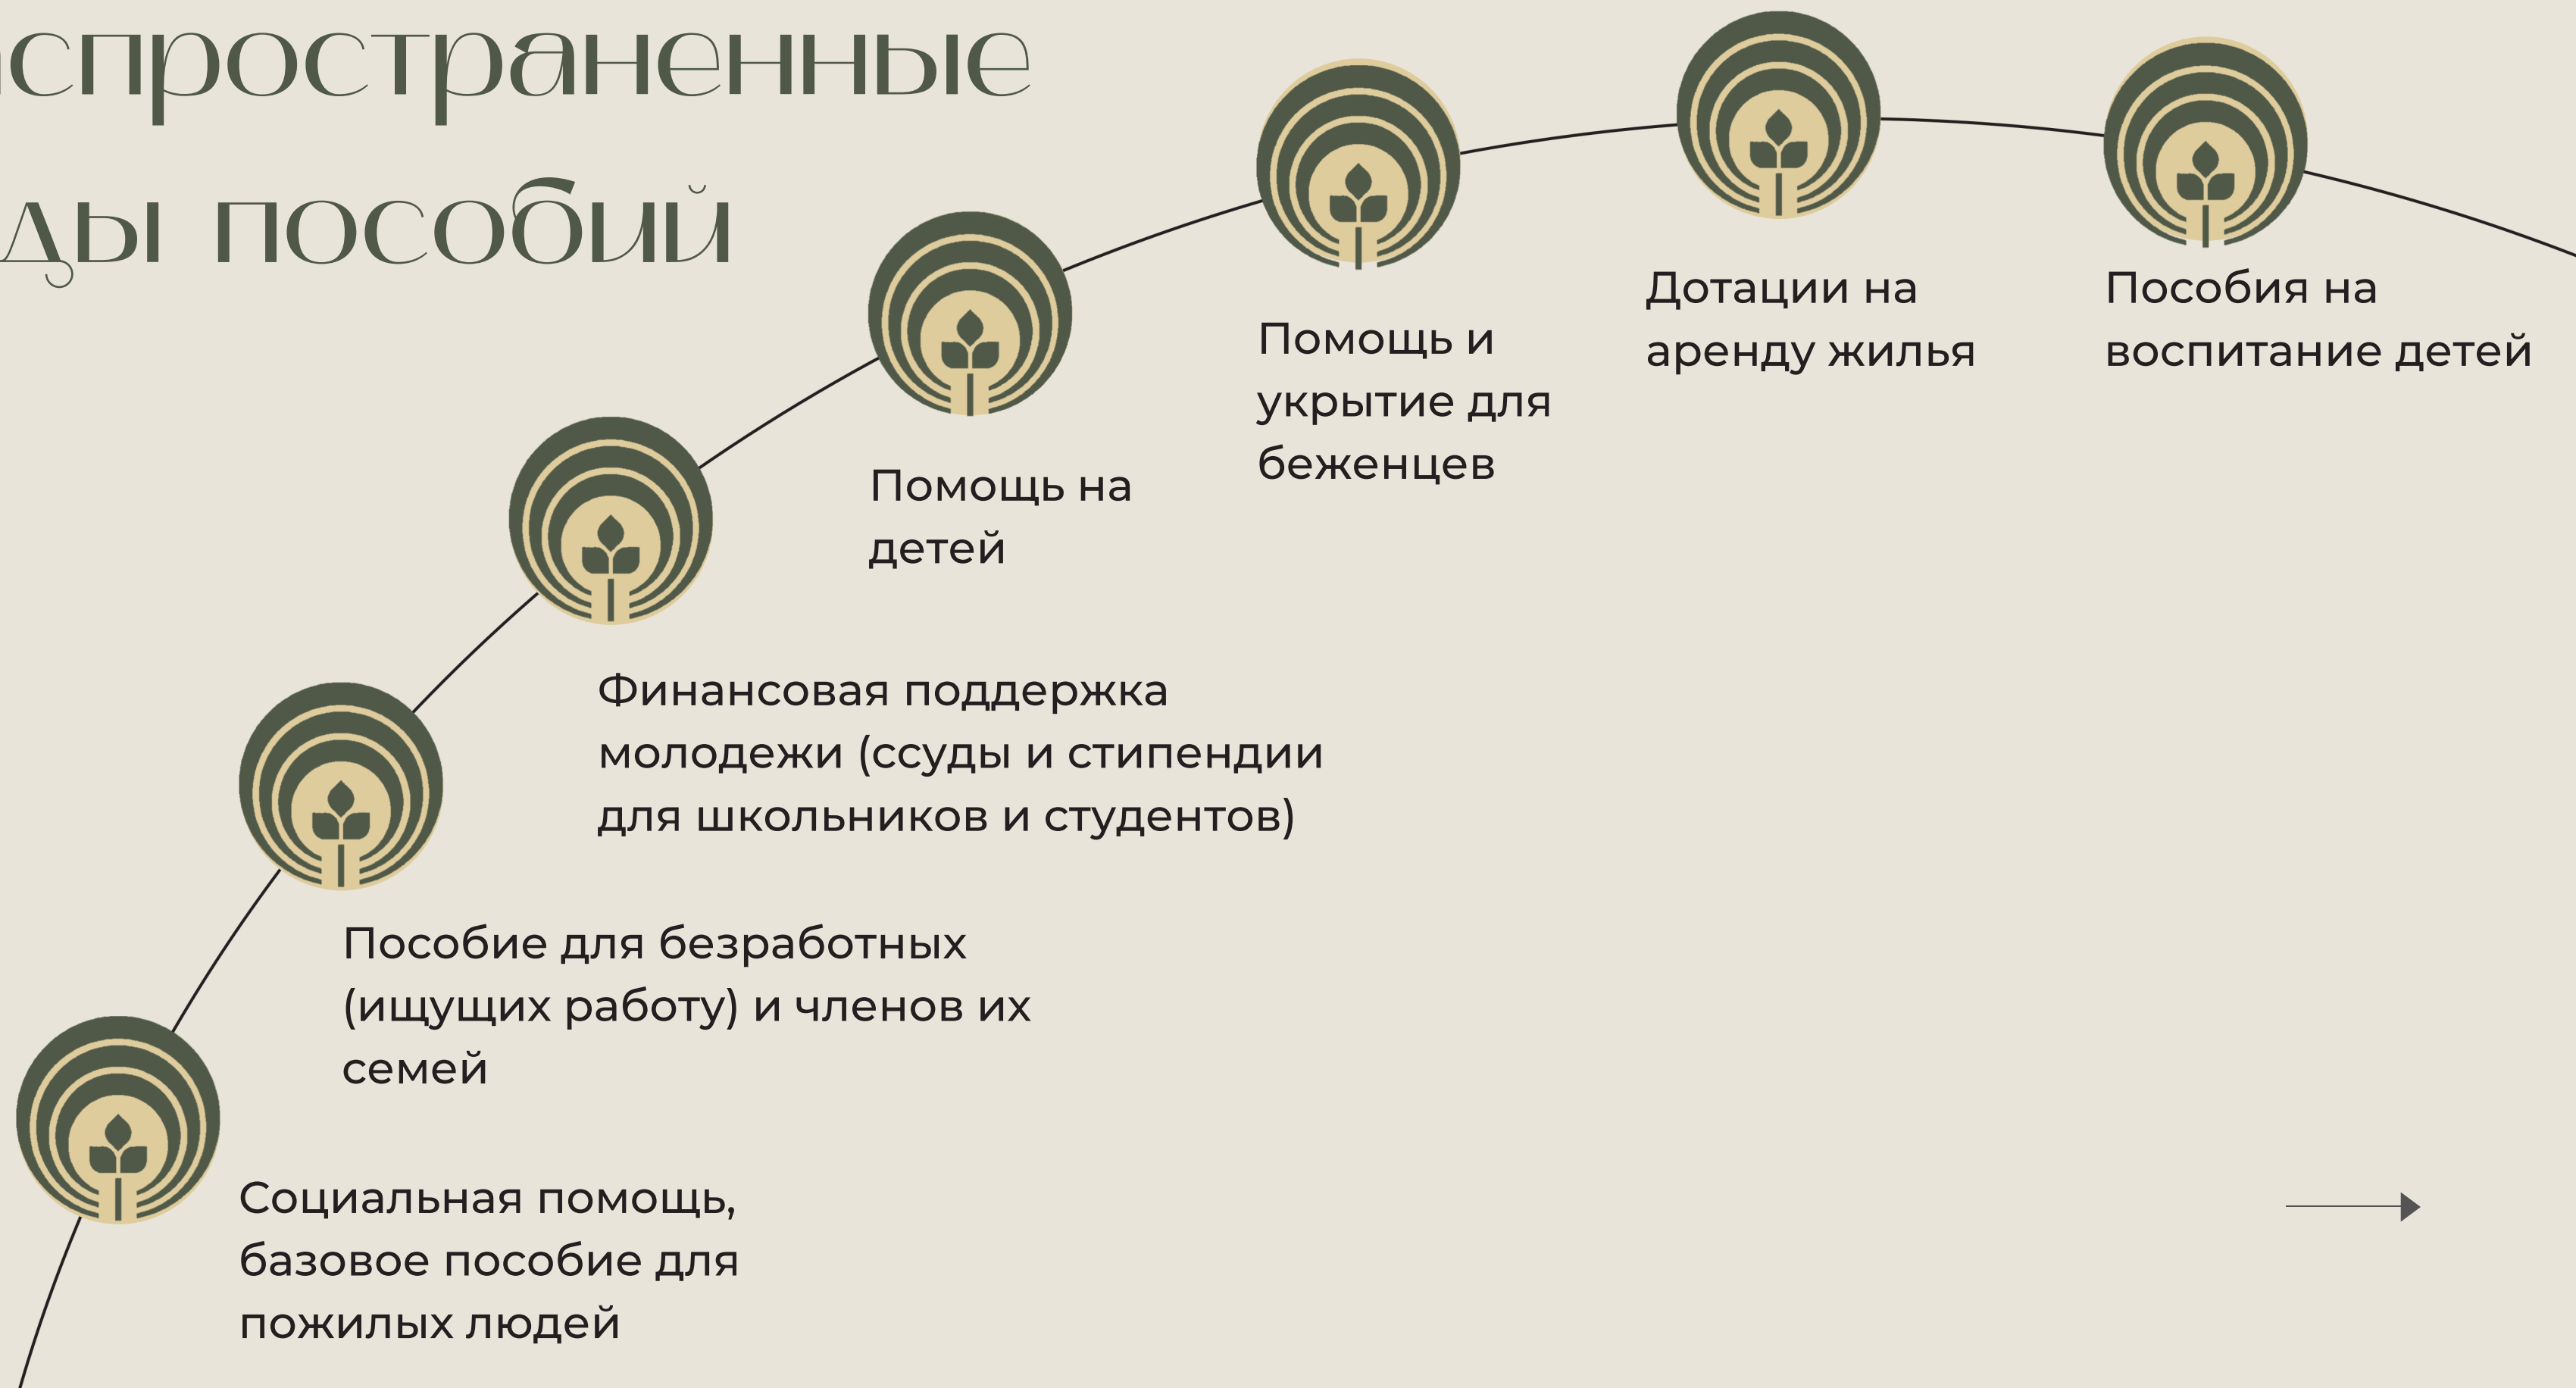 спространенные
ды пособий
Дотации на
аренду жилья
Пособия на
воспитание детей
Помощь и
укрытие для
беженцев
Помощь на
детей
Финансовая поддержка
молодежи (ссуды и стипендии
для школьников и студентов)
Пособие для безработных
(ищущих работу) и членов их
семей
Социальная помощь,
базовое пособие для
пожилых людей